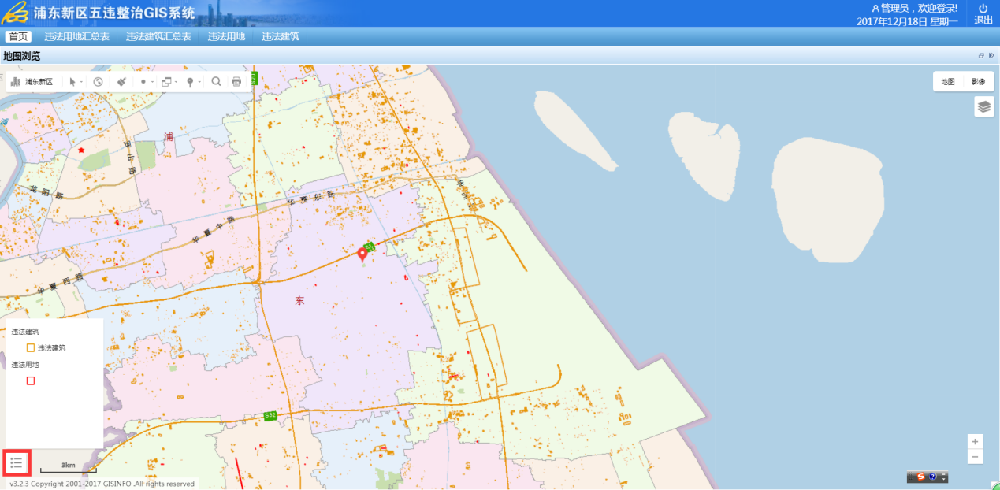 浦东新区五违整治GIS系统
管理员，欢迎登录!
2017年12月18日 星期一
退出
首页 违法用地汇总表 违法建筑汇总表 违法用地 违法建筑
地图浏览
浦东新区
地图 影像
浦
浦
罗山路
龙阳路
华夏东路
华夏中路
S1
华夏西路
东
违法建筑
违法建筑
违法用地
S32
3km
v3.2.3 Copyright 2001-2017 GISINFO .All rights reserved